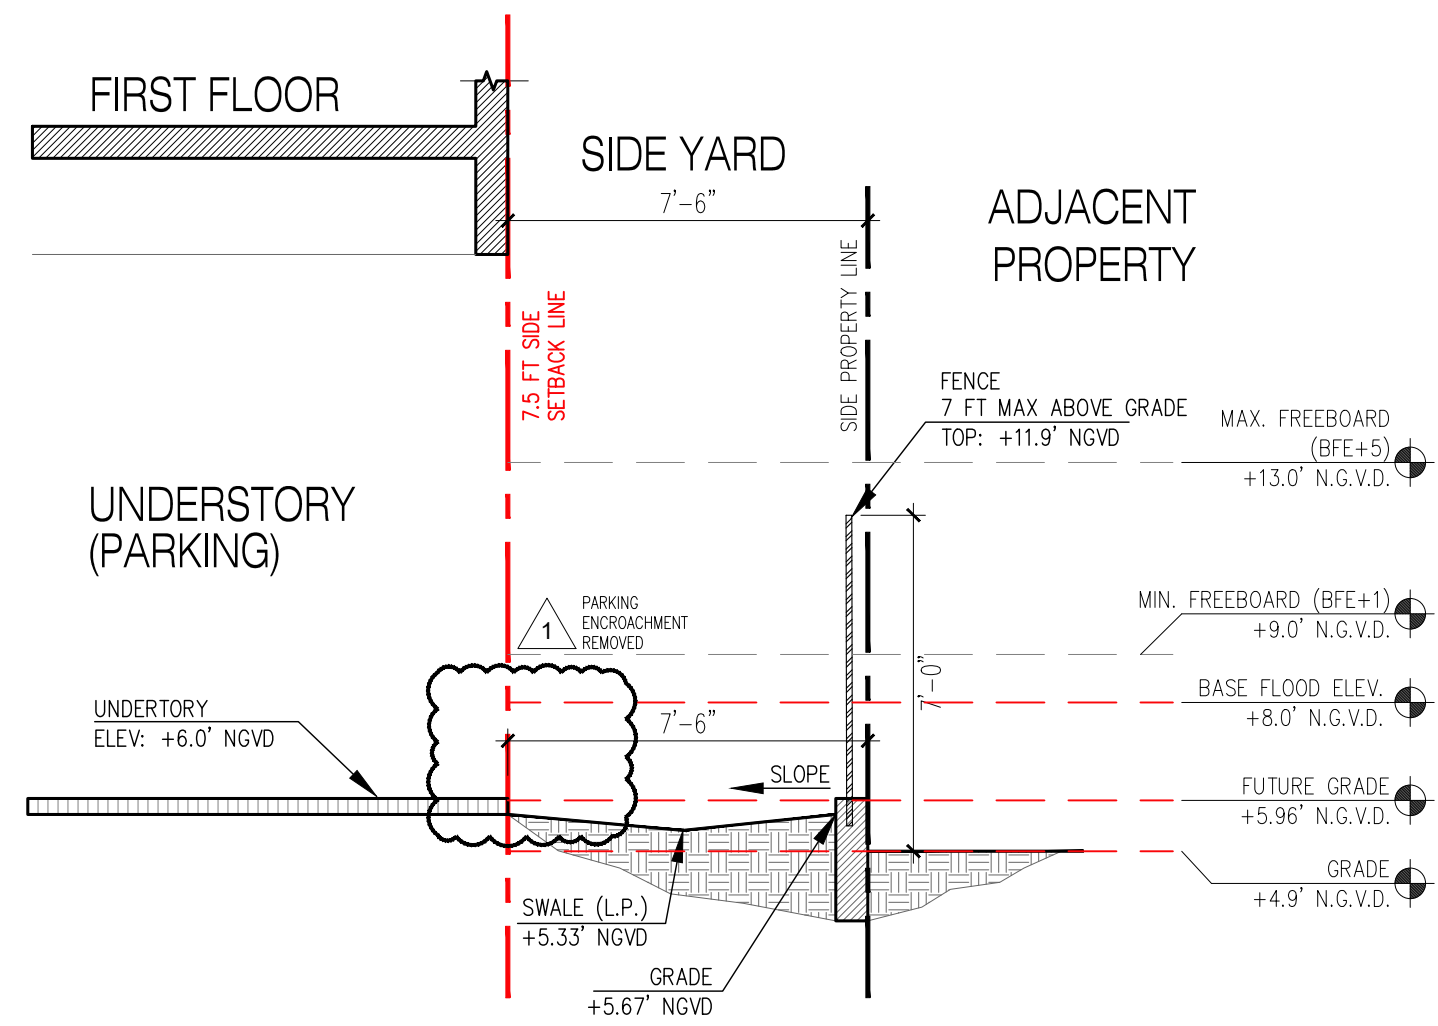 FIRST FLOOR
SIDE YARD
7'-6"
ADJACENT
PROPERTY
7.5 FT SIDE
SETBACK LINE
SIDE PROPERTY LINE
FENCE
7 FT MAX ABOVE GRADE
TOP: +11.9' NGVD
MAX. FREEBOARD
(BFE+5)
+13.0' N.G.V.D.
UNDERSTORY
(PARKING)
1
PARKING
ENCROACHMENT
REMOVED
MIN. FREEBOARD (BFE+1)
+9.0' N.G.V.D.
7'-0"
BASE FLOOD ELEV.
+8.0' N.G.V.D.
UNDERTORY
ELEV: +6.0' NGVD
7'-6"
SLOPE
FUTURE GRADE
+5.96' N.G.V.D.
GRADE
+4.9' N.G.V.D.
SWALE (L.P.)
+5.33' NGVD
GRADE
+5.67' NGVD